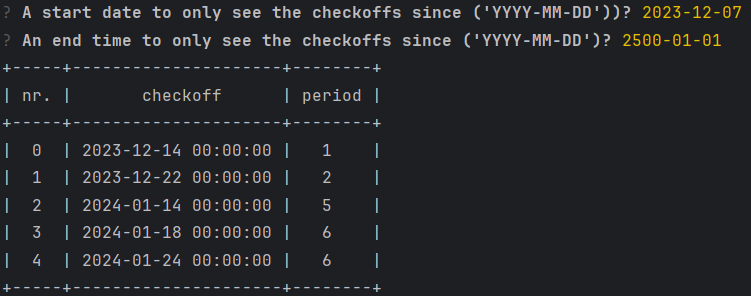 ? A start date to only see the checkoffs since ('YYYY-MM-DD'))? 2023-12-07
? An end time to only see the checkoffs since ('YYYY-MM-DD')? 2500-01-01
+-----+---------------------+--------+
| nr. |       checkoff      | period |
+-----+---------------------+--------+
|  0  | 2023-12-14 00:00:00 |   1    |
|  1  | 2023-12-22 00:00:00 |   2    |
|  2  | 2024-01-14 00:00:00 |   5    |
|  3  | 2024-01-18 00:00:00 |   6    |
|  4  | 2024-01-24 00:00:00 |   6    |
+-----+---------------------+--------+